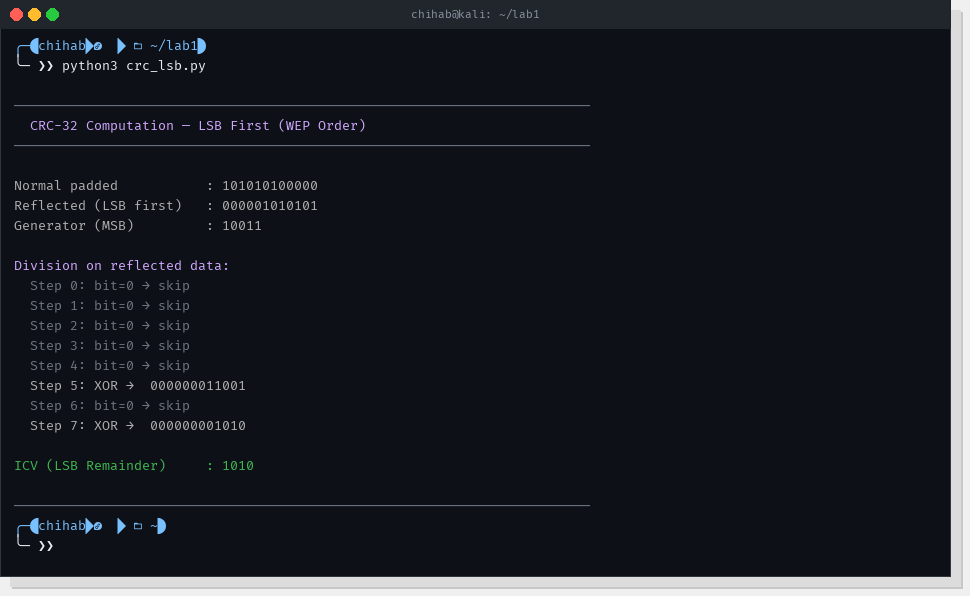 chihab@kali: ~/lab1
chihab ~/lab1
❯❯ python3 crc_lsb.py
CRC-32 Computation — LSB First (WEP Order)
Normal padded : 101010100000
Reflected (LSB first) : 000001010101
Generator (MSB) : 10011
Division on reflected data:
Step 0: bit=0 → skip
Step 1: bit=0 → skip
Step 2: bit=0 → skip
Step 3: bit=0 → skip
Step 4: bit=0 → skip
Step 5: XOR → 000000011001
Step 6: bit=0 → skip
Step 7: XOR → 000000001010
ICV (LSB Remainder) : 1010
chihab ~
❯❯